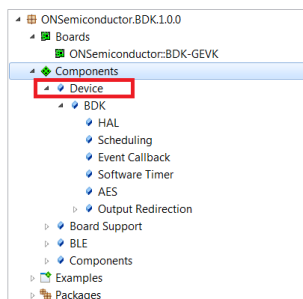 ONSemiconductor.BDK.1.0.0
Boards
ONSemiconductor::BDK-GEVK
Components
Device
BDK
HAL
Scheduling
Event Callback
Software Timer
AES
Output Redirection
Board Support
BLE
Components
Examples
Packages